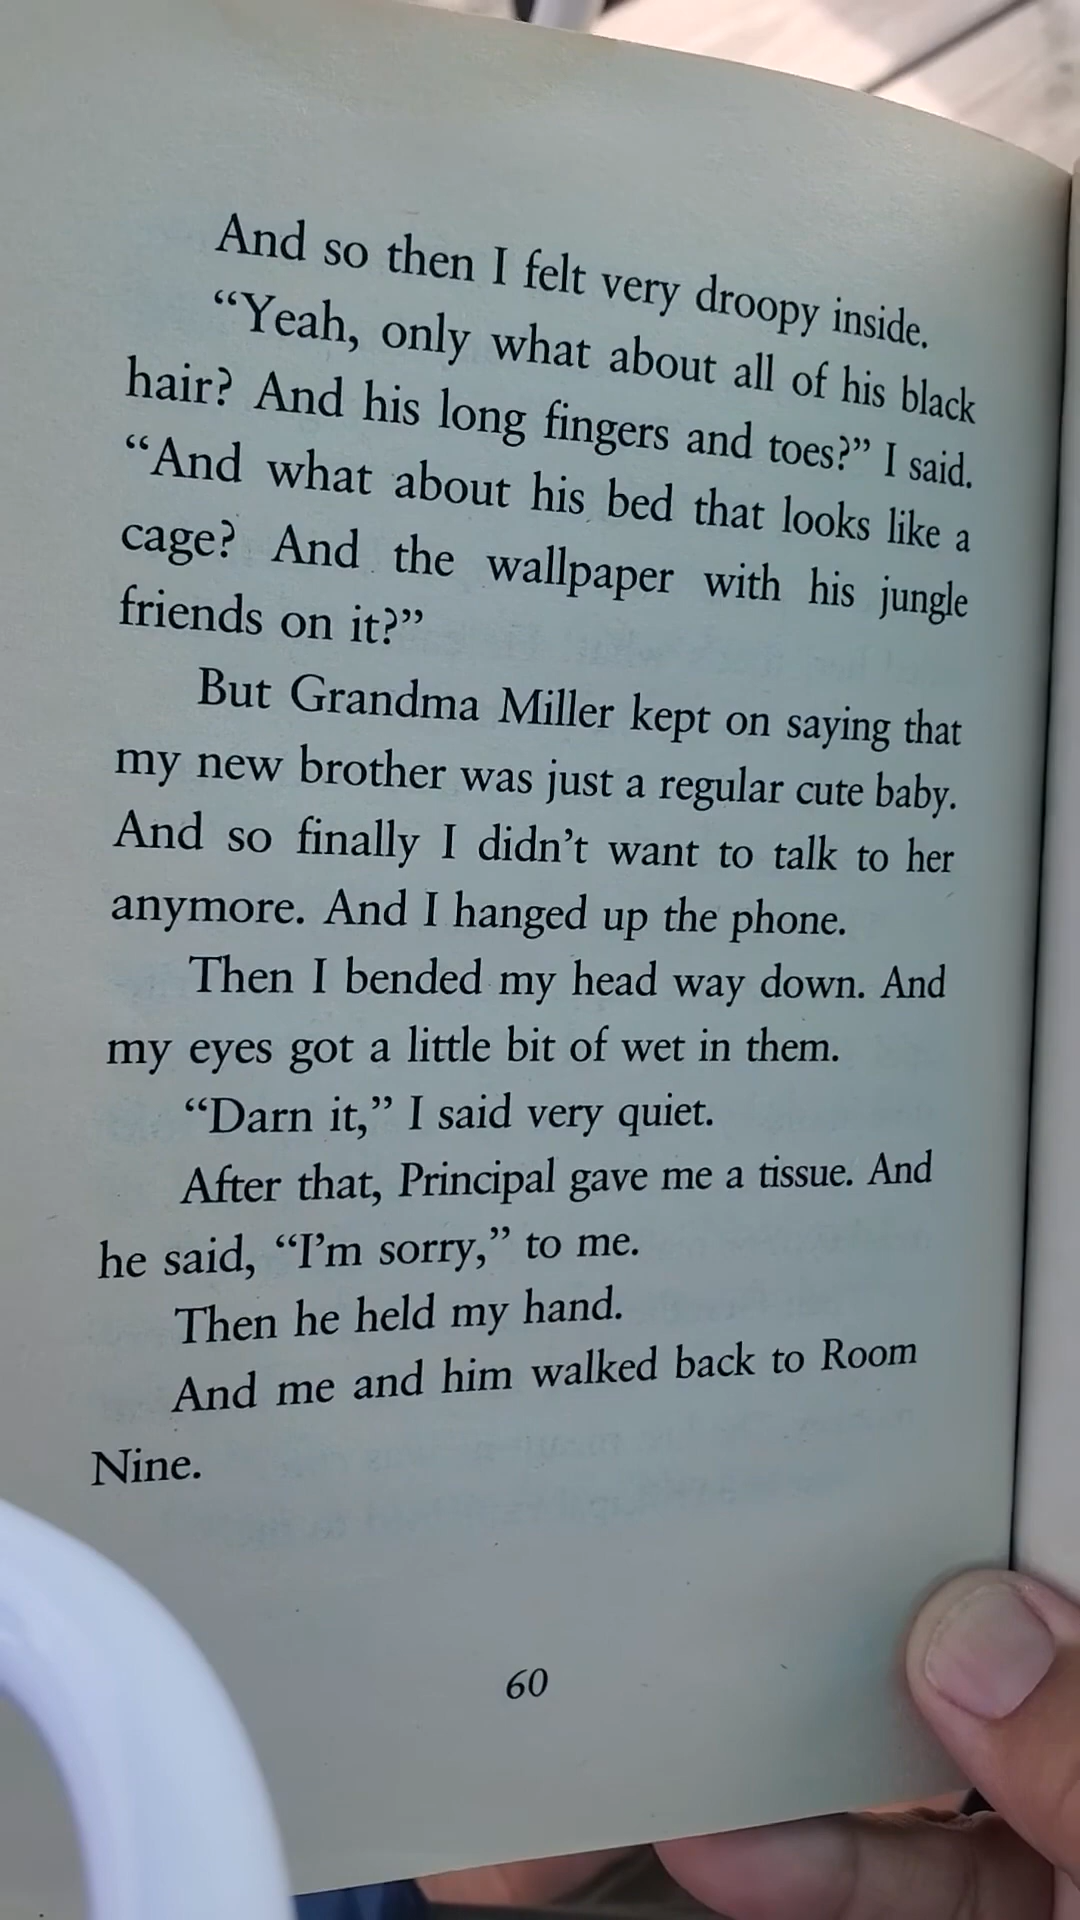 And so then I felt very droopy inside.
“Yeah, only what about all of his black
hair? And his long fingers and toes?” I said.
“And what about his bed that looks like a
cage? And the wallpaper with his jungle
friends on it?”
But Grandma Miller kept on saying that
my new brother was just a regular cute baby.
And so finally I didn’t want to talk to her
anymore. And I hanged up the phone.
Then I bended my head way down. And
my eyes got a little bit of wet in them.
“Darn it,” I said very quiet.
After that, Principal gave me a tissue. And
he said, “I’m sorry,” to me.
Then he held my hand.
And me and him walked back to Room
Nine.
60